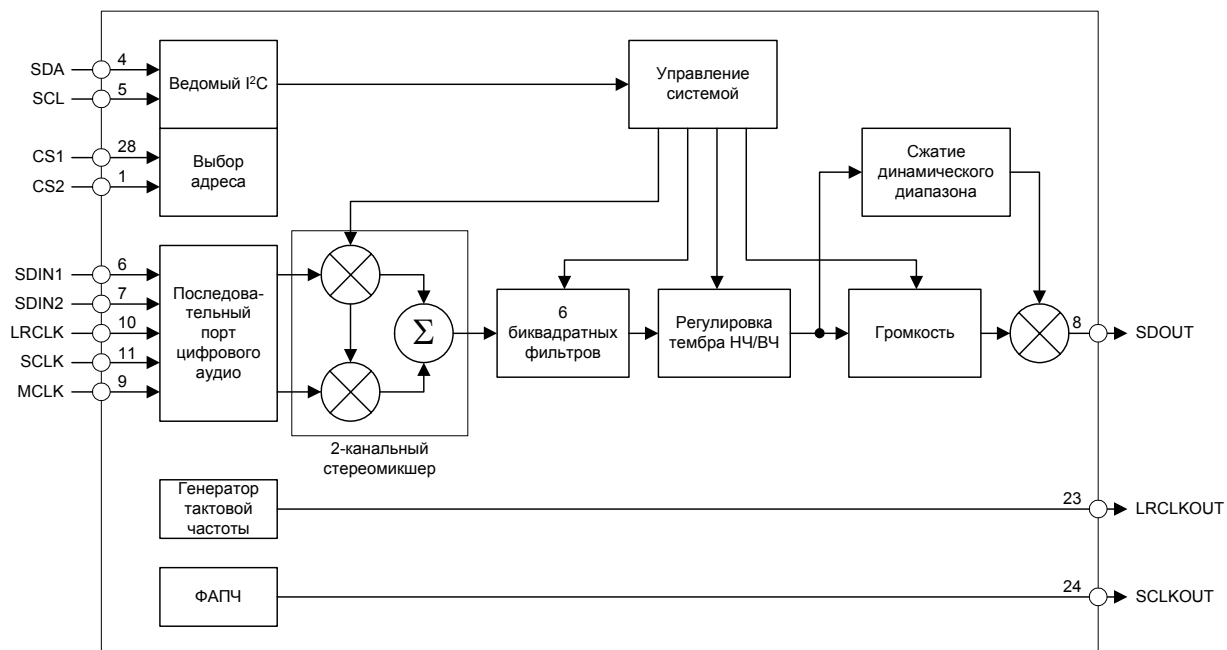 SDA
4
SCL
5
Ведомый I²C
Управление
системой
CS1
28
CS2
1
Выбор
адреса
Сжатие
динамического
диапазона
SDIN1
6
SDIN2
7
LRCLK
10
SCLK
11
MCLK
9
Последова-
тельный
порт
цифрового
аудио
Σ
2-канальный
стереомикшер
6
биквадратных
фильтров
Регулировка
тембра НЧ/ВЧ
Громкость
8
SDOUT
Генератор
тактовой
частоты
23
LRCLKOUT
ФАПЧ
24
SCLKOUT